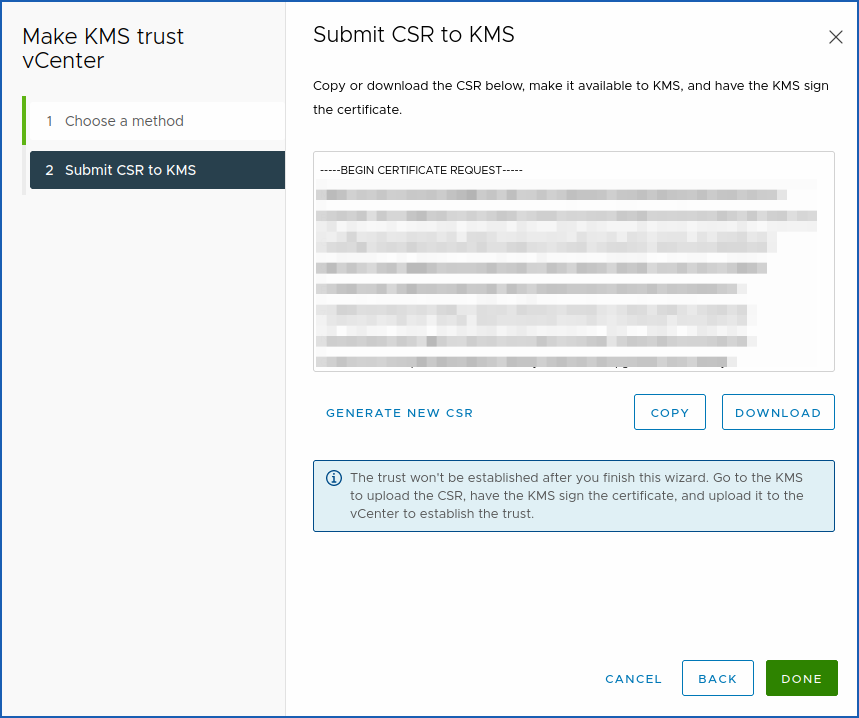 Make KMS trust
vCenter
1 Choose a method
2 Submit CSR to KMS
Submit CSR to KMS
Copy or download the CSR below, make it available to KMS, and have the KMS sign
the certificate.
-----BEGIN CERTIFICATE REQUEST-----
GENERATE NEW CSR
COPY
DOWNLOAD
The trust won't be established after you finish this wizard. Go to the KMS
to upload the CSR, have the KMS sign the certificate, and upload it to the
vCenter to establish the trust.
CANCEL
BACK
DONE